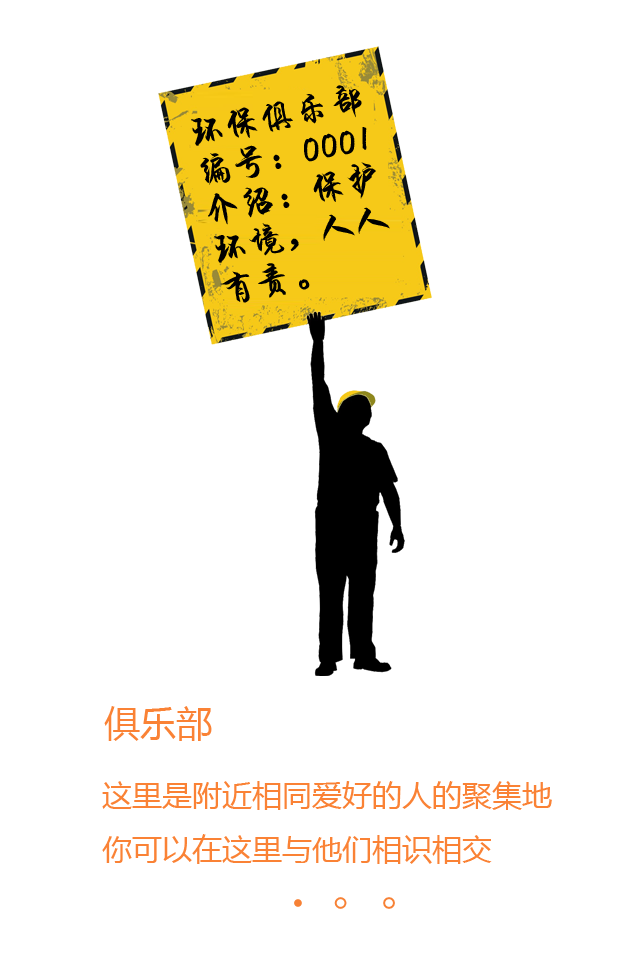 环保俱乐部
编号：0001
介绍：保护
环境，人人
有责。
俱乐部
这里是附近相同爱好的人的聚集地
你可以在这里与他们相识相交